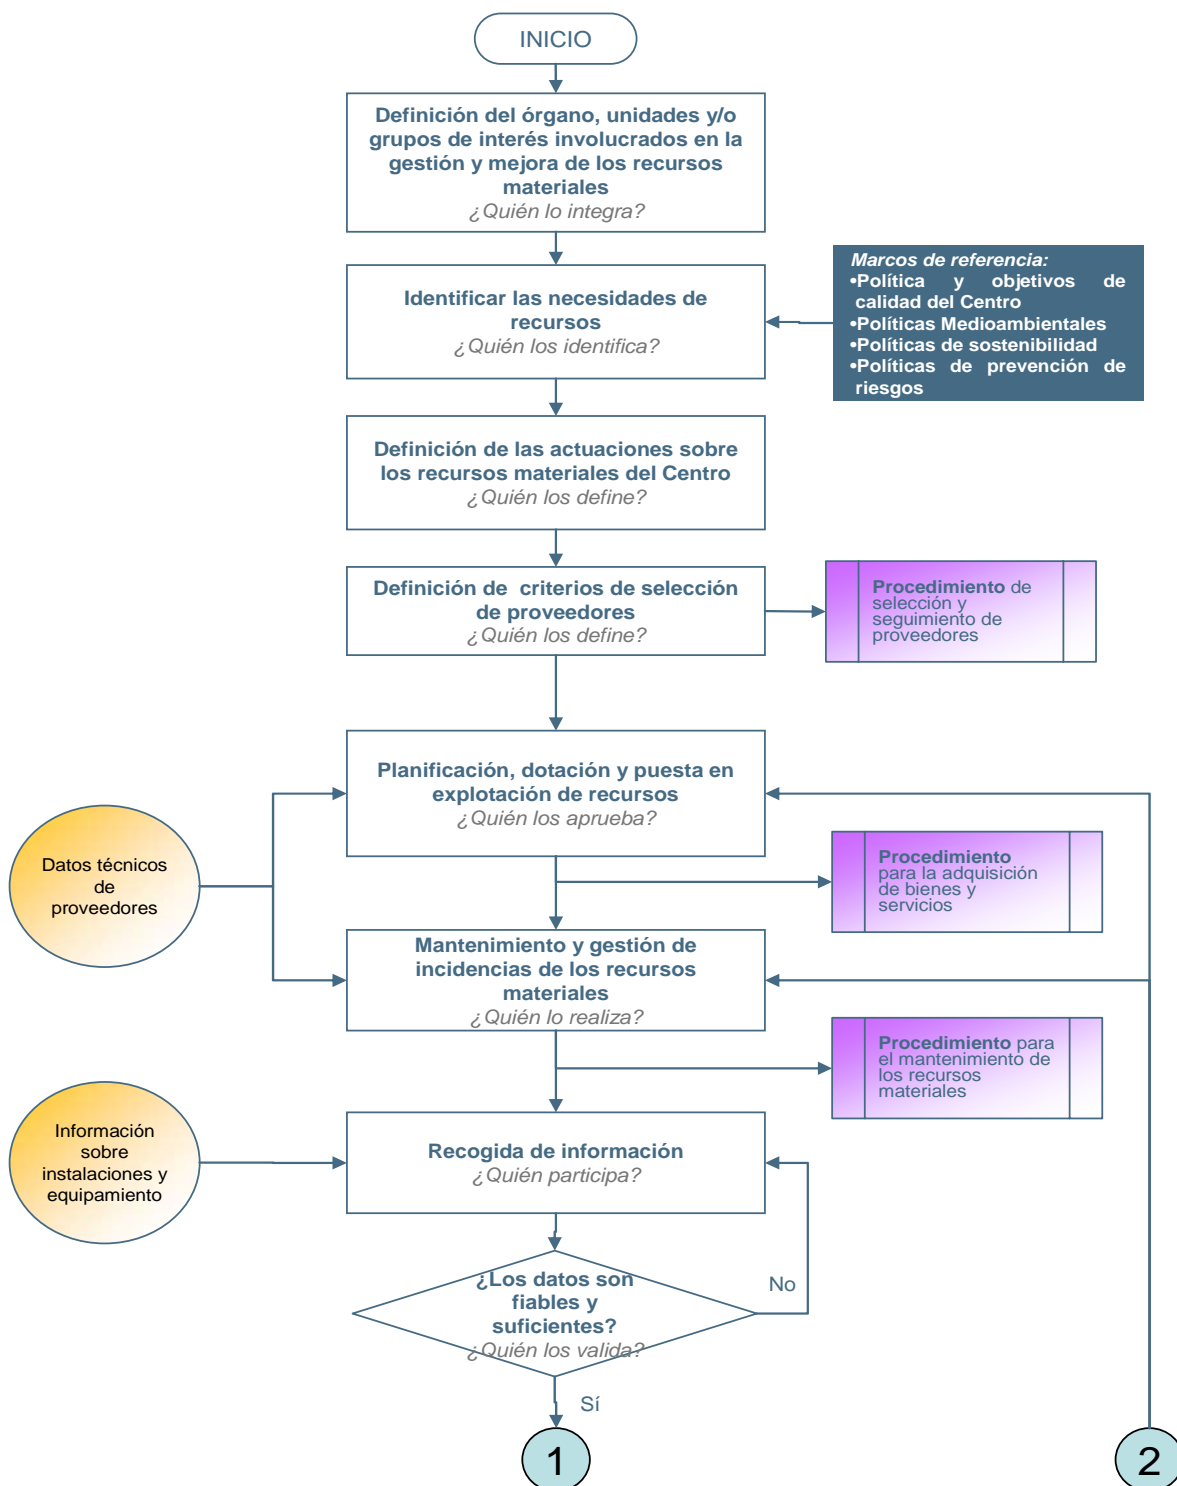 INICIO
Definición del órgano, unidades y/o
grupos de interés involucrados en la
gestión y mejora de los recursos
materiales
¿Quién lo integra?
Identificar las necesidades de
recursos
¿Quién los identifica?
Marcos de referencia:
•Política y objetivos de
calidad del Centro
•Políticas Medioambientales
•Políticas de sostenibilidad
•Políticas de prevención de
riesgos
Definición de las actuaciones sobre
los recursos materiales del Centro
¿Quién los define?
Definición de criterios de selección
de proveedores
¿Quién los define?
Procedimiento de
selección y
seguimiento de
proveedores
Planificación, dotación y puesta en
explotación de recursos
¿Quién los aprueba?
Datos técnicos
de
proveedores
Procedimiento
para la adquisición
de bienes y
servicios
Mantenimiento y gestión de
incidencias de los recursos
materiales
¿Quién lo realiza?
Procedimiento para
el mantenimiento de
los recursos
materiales
Información
sobre
instalaciones y
equipamiento
Recogida de información
¿Quién participa?
¿Los datos son
fiables y
suficientes?
¿Quién los valida?
No
Sí
1
2